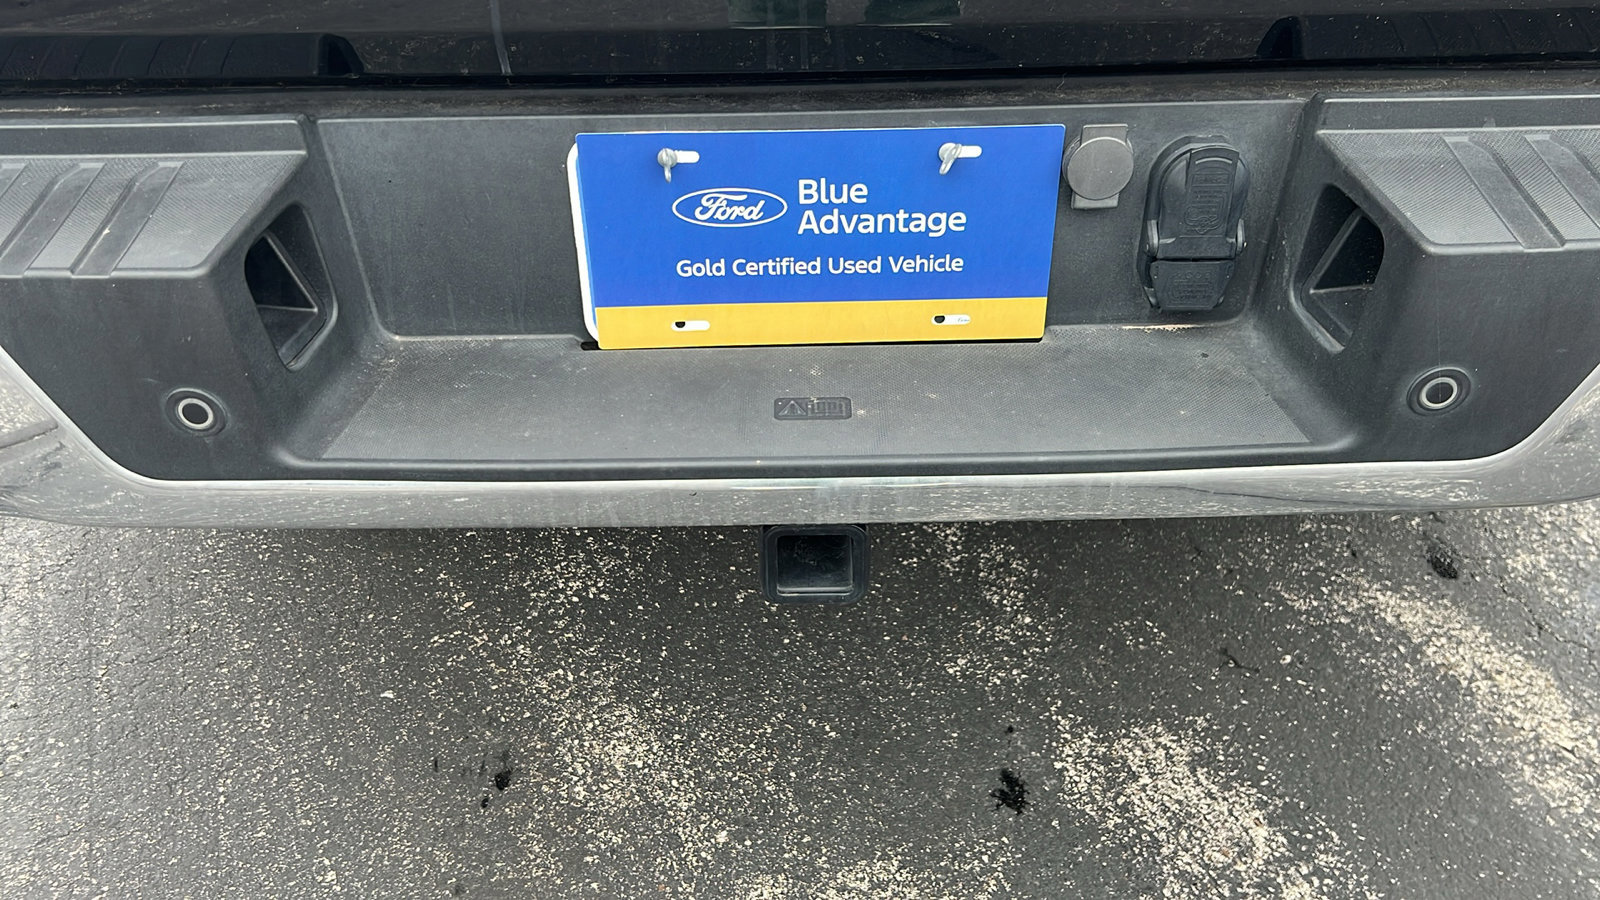 Ford
Blue
Advantage
Gold Certified Used Vehicle